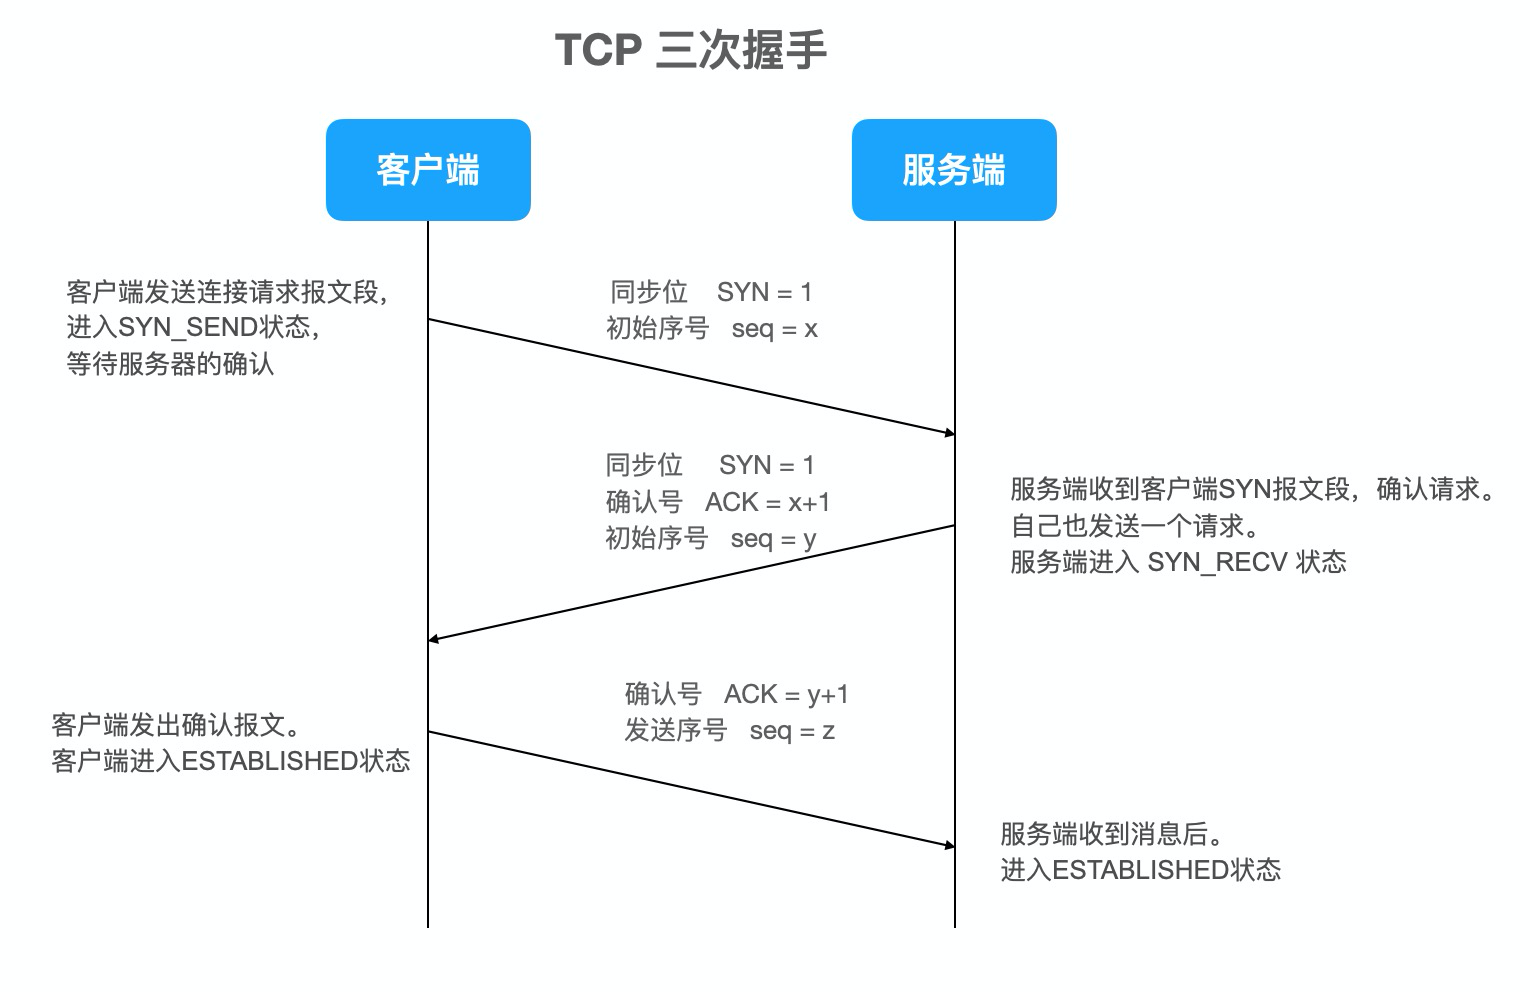 TCP 三次握手
客户端
服务端
客户端发送连接请求报文段，
进入SYN_SEND状态，
等待服务器的确认
同步位 SYN = 1
初始序号 seq = x
同步位 SYN = 1
确认号 ACK = x+1
初始序号 seq = y
服务端收到客户端SYN报文段，确认请求。
自己也发送一个请求。
服务端进入 SYN_RECV 状态
确认号 ACK = y+1
发送序号 seq = z
客户端发出确认报文。
客户端进入ESTABLISHED状态
服务端收到消息后。
进入ESTABLISHED状态